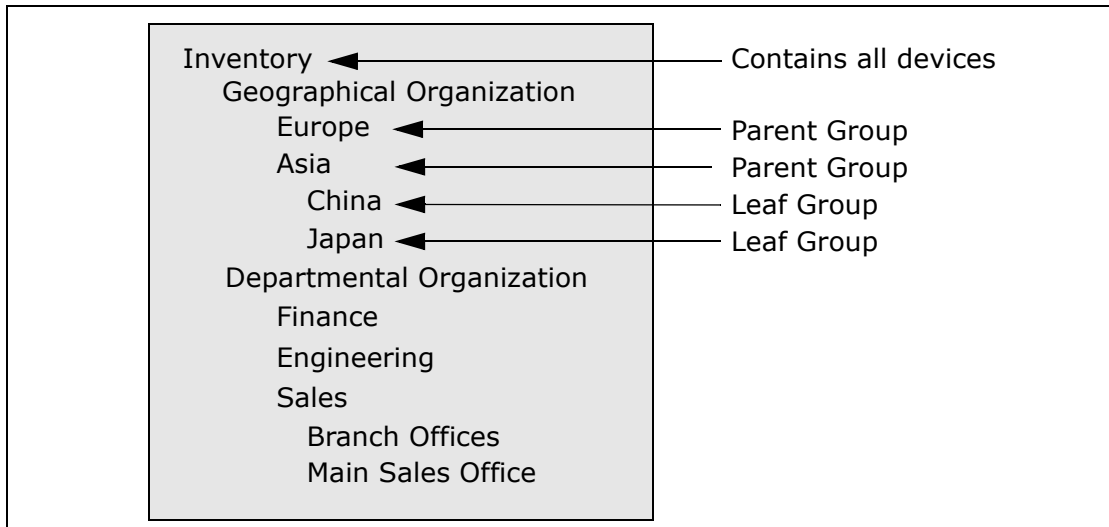 Inventory Contains all devices
Geographical Organization
Europe Parent Group
Asia Parent Group
China Leaf Group
Japan Leaf Group
Departmental Organization
Finance
Engineering
Sales
Branch Offices
Main Sales Office